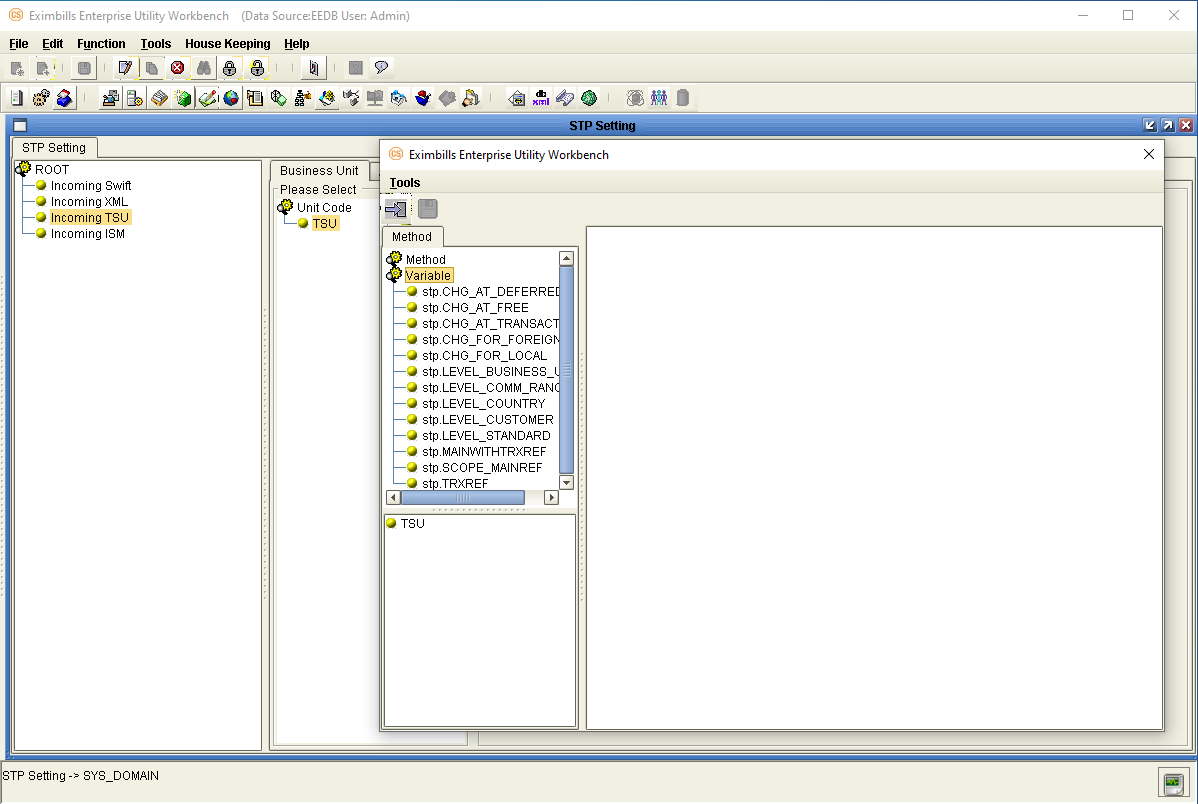 Eximbills Enterprise Utility Workbench (Data Source:EEDB User: Admin)
File Edit Function Tools House Keeping Help
STP Setting
STP Setting
ROOT
Incoming Swift
Incoming XML
Incoming TSU
Incoming ISM
Business Unit
Please Select
Unit Code
TSU
Eximbills Enterprise Utility Workbench
Tools
Method
Method
Variable
stp.CHG_AT_DEFERRED
stp.CHG_AT_FREE
stp.CHG_AT_TRANSACT
stp.CHG_FOR_FOREIGN
stp.CHG_FOR_LOCAL
stp.LEVEL_BUSINESS_U
stp.LEVEL_COMM_RANG
stp.LEVEL_COUNTRY
stp.LEVEL_CUSTOMER
stp.LEVEL_STANDARD
stp.MAINWITHTRXREF
stp.SCOPE_MAINREF
stp.TRXREF
TSU
STP Setting -> SYS_DOMAIN